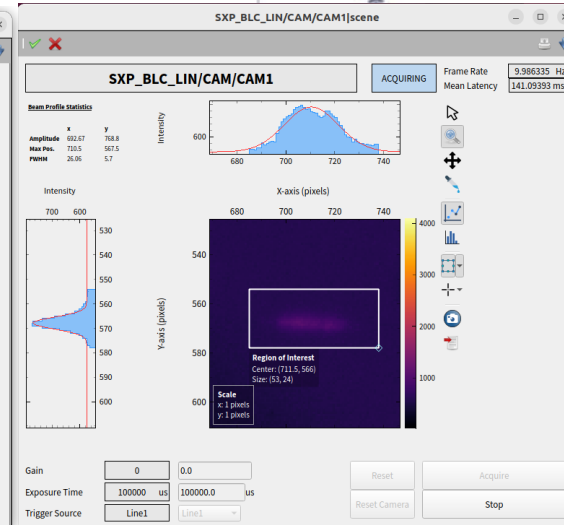 SXP_BLC_LIN/CAM/CAM1|scene
SXP_BLC_LIN/CAM/CAM1
ACQUIRING
Frame Rate 9.986335 Hz
Mean Latency 141.09393 ms
Beam Profile Statistics
x y
Amplitude 692.67 768.8
Max Pos. 710.5 567.5
FWHM 26.06 5.7
Intensity
600
680 700 720 740
X-axis (pixels)
Intensity
700 600
530
540
550
560
570
580
590
600
Y-axis (pixels)
680 700 720 740
540
560
580
600
Region of Interest
Center: (711.5, 566)
Size: (53, 24)
Scale
x: 1 pixels
y: 1 pixels
4000
3000
2000
1000
Gain 0 0.0
Reset Acquire
Exposure Time 100000 us 100000.0 us
Reset Camera Stop
Trigger Source Line1 Line1